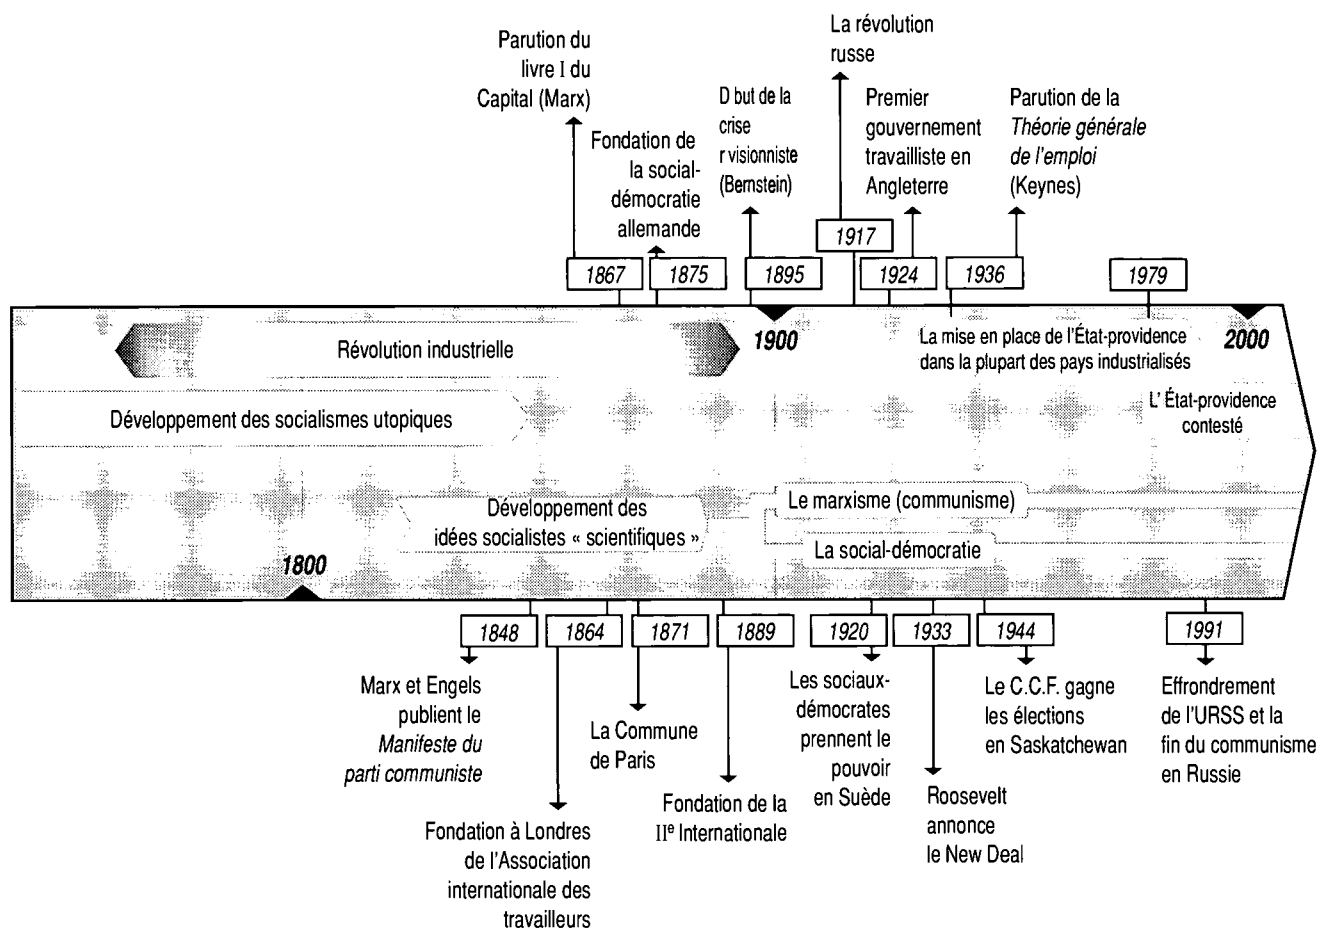 Parution du
livre I du
Capital (Marx)
Fondation de
la social-
démocratie
allemande
D but de la
crise
r visionniste
(Bernstein)
La révolution
russe
Premier
gouvernement
travailliste en
Angleterre
Parution de la
Théorie générale
de l'emploi
(Keynes)
1867
1875
1895
1917
1924
1936
1979
Révolution industrielle
1900
La mise en place de l'État-providence
dans la plupart des pays industrialisés
2000
Développement des socialismes utopiques
L' État-providence
contesté
Développement des
idées socialistes « scientifiques »
Le marxisme (communisme)
La social-démocratie
1800
1848
1864
1871
1889
1920
1933
1944
1991
Marx et Engels
publient le
Manifeste du
parti communiste
Fondation à Londres
de l'Association
internationale des
travailleurs
La Commune
de Paris
Fondation de la
IIe Internationale
Les sociaux-
démocrates
prennent le
pouvoir
en Suède
Roosevelt
annonce
le New Deal
Le C.C.F. gagne
les élections
en Saskatchewan
Effrondrement
de l'URSS et la
fin du communisme
en Russie